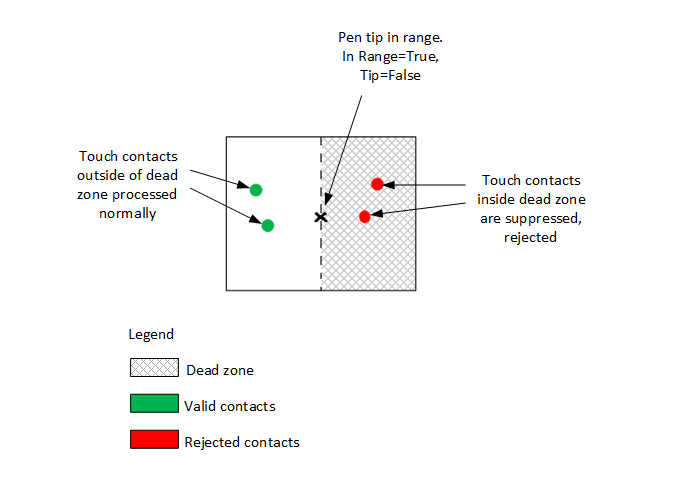 Pen tip in range.
In Range=True,
Tip=False
Touch contacts
outside of dead
zone processed
normally
Touch contacts
inside dead zone
are suppressed,
rejected
Legend
Dead zone
Valid contacts
Rejected contacts